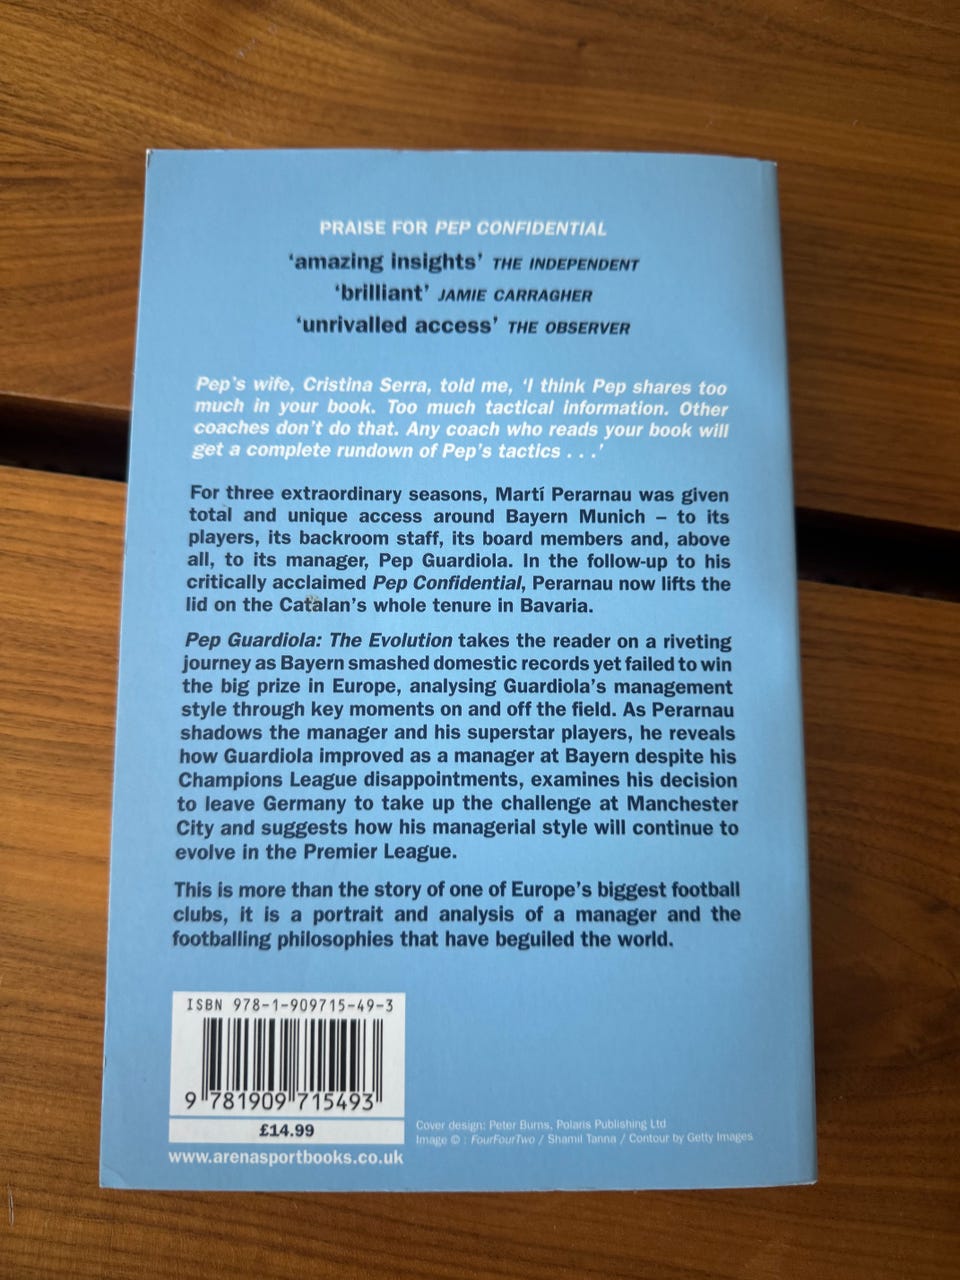 PRAISE FOR PEP CONFIDENTIAL
‘amazing insights’ THE INDEPENDENT
‘brilliant’ JAMIE CARRAGHER
‘unrivalled access’ THE OBSERVER
Pep’s wife, Cristina Serra, told me, ‘I think Pep shares too
much in your book. Too much tactical information. Other
coaches don’t do that. Any coach who reads your book will
get a complete rundown of Pep’s tactics . . .’
For three extraordinary seasons, Martí Perarnau was given
total and unique access around Bayern Munich – to its
players, its backroom staff, its board members and, above
all, to its manager, Pep Guardiola. In the follow-up to his
critically acclaimed Pep Confidential, Perarnau now lifts the
lid on the Catalan’s whole tenure in Bavaria.
Pep Guardiola: The Evolution takes the reader on a riveting
journey as Bayern smashed domestic records yet failed to win
the big prize in Europe, analysing Guardiola’s management
style through key moments on and off the field. As Perarnau
shadows the manager and his superstar players, he reveals
how Guardiola improved as a manager at Bayern despite his
Champions League disappointments, examines his decision
to leave Germany to take up the challenge at Manchester
City and suggests how his managerial style will continue to
evolve in the Premier League.
This is more than the story of one of Europe’s biggest football
clubs, it is a portrait and analysis of a manager and the
footballing philosophies that have beguiled the world.
ISBN 978-1-909715-49-3
9 781909 715493
£14.99
www.arenasportbooks.co.uk
Cover design: Peter Burns, Polaris Publishing Ltd
Image © : FourFourTwo / Shamil Tanna / Contour by Getty Images